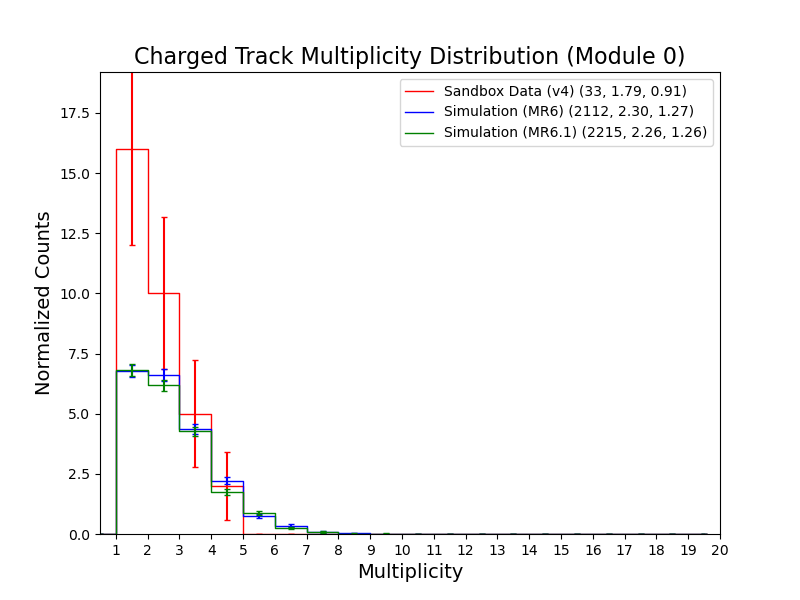 Charged Track Multiplicity Distribution (Module 0)
Sandbox Data (v4) (33, 1.79, 0.91)
Simulation (MR6) (2112, 2.30, 1.27)
Simulation (MR6.1) (2215, 2.26, 1.26)
Normalized Counts
17.5
15.0
12.5
10.0
7.5
5.0
2.5
0.0
1 2 3 4 5 6 7 8 9 10 11 12 13 14 15 16 17 18 19 20
Multiplicity